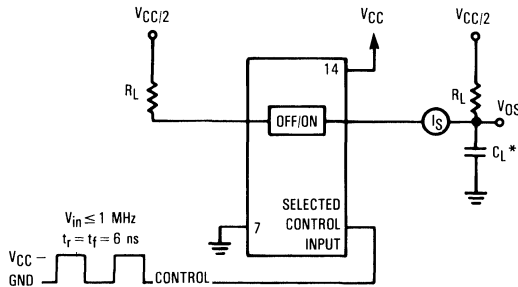 VCC/2
VCC
VCC/2
14
RL
RL
VOS
OFF/ON
IS
CL*
SELECTED
CONTROL
INPUT
7
Vin ≤ 1 MHz
tr = tf = 6 ns
VCC
GND
CONTROL